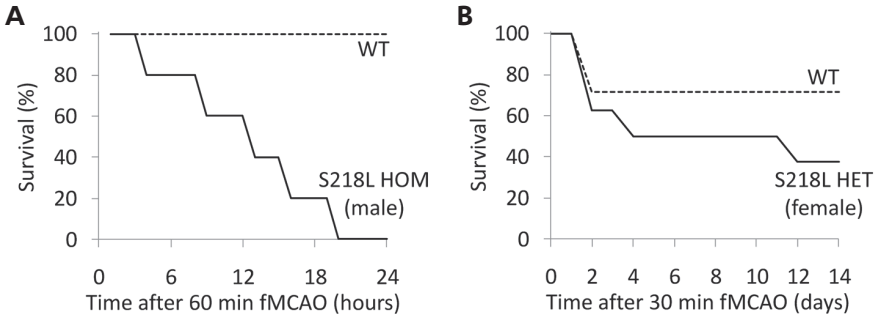 A
Survival (%)
100
80
60
40
20
0
WT
S218L HOM
(male)
0 6 12 18 24
Time after 60 min fMCAO (hours)
B
Survival (%)
100
80
60
40
20
0
WT
S218L HET
(female)
0 2 4 6 8 10 12 14
Time after 30 min fMCAO (days)